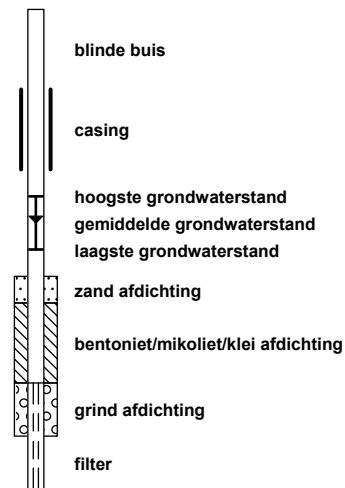 blinde buis
casing
hoogste grondwaterstand
gemiddelde grondwaterstand
laagste grondwaterstand
zand afdichting
bentoniet/mikoliet/klei afdichting
grind afdichting
filter